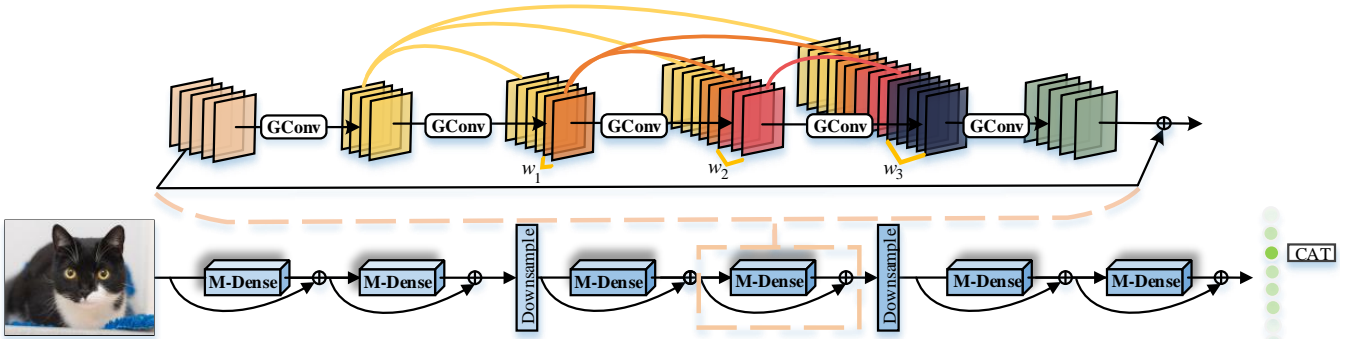 GConv GConv GConv GConv GConv
w1 w2 w3
M-Dense M-Dense Downsample M-Dense M-Dense Downsample M-Dense M-Dense CAT